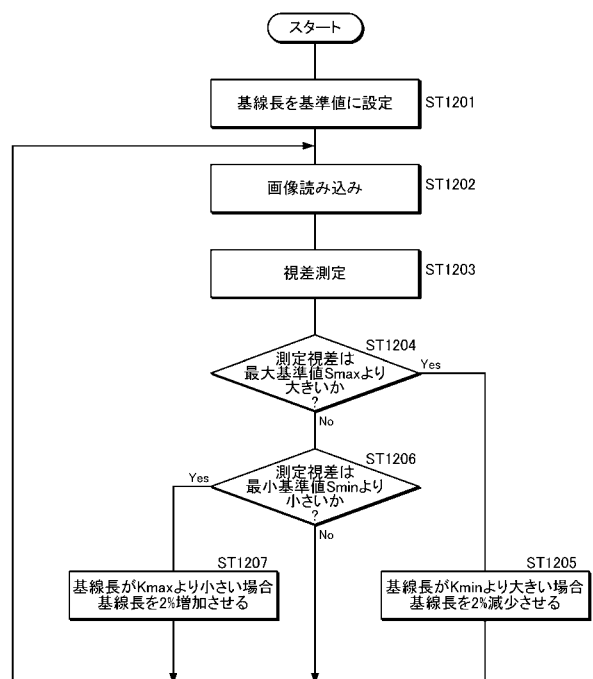 スタート
基線長を基準値に設定
ST1201
画像読み込み
ST1202
視差測定
ST1203
ST1204
測定視差は
最大基準値Smaxより
大きいか
?
Yes
No
ST1206
測定視差は
最小基準値Sminより
小さいか
?
Yes
No
ST1207
基線長がKmaxより小さい場合
基線長を2%増加させる
ST1205
基線長がKminより大きい場合
基線長を2%減少させる